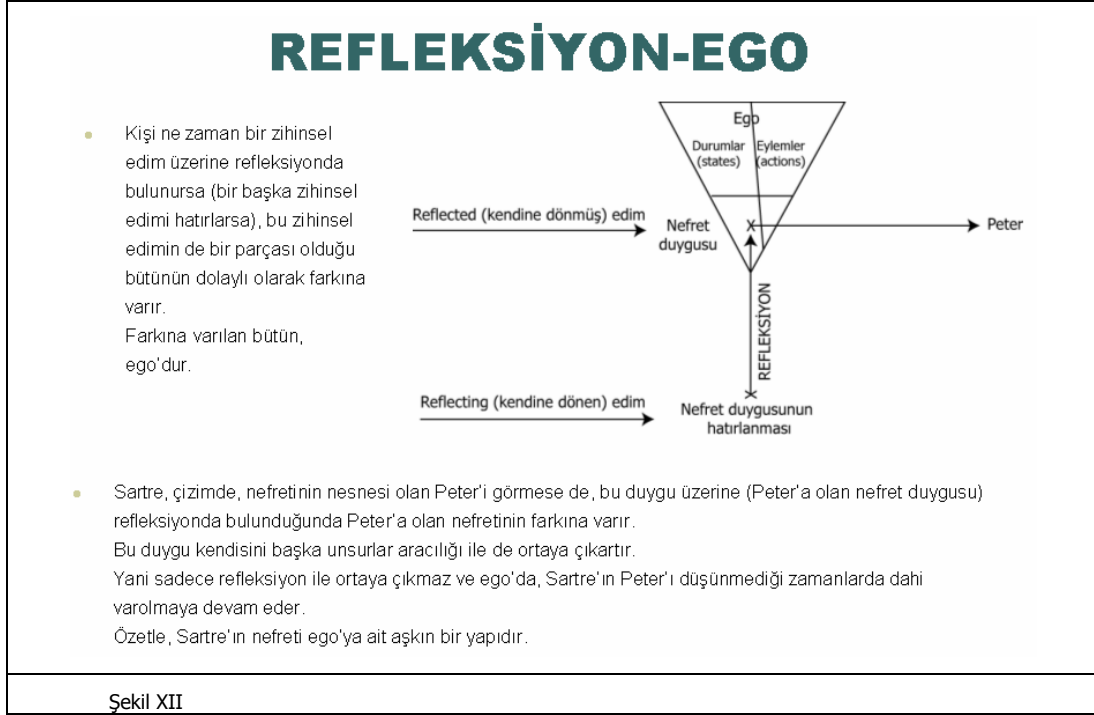 REFLEKSİYON-EGO
Kişi ne zaman bir zihinsel
edim üzerine refleksiyonda
bulunursa (bir başka zihinsel
edimi hatırlarsa), bu zihinsel
edimin de bir parçası olduğu
bütünün dolaylı olarak farkına
varır.
Farkına varılan bütün,
ego'dur.
Ego
Durumlar
(states)
Eylemler
(actions)
Reflected (kendine dönmüş) edim
Nefret
duygusu
X
Peter
REFLEKSİYON
Reflecting (kendine dönen) edim
X
Nefret duygusunun
hatırlanması
Sartre, çizimde, nefretinin nesnesi olan Peter'i görmese de, bu duygu üzerine (Peter'a olan nefret duygusu)
refleksiyonda bulunduğunda Peter'a olan nefretinin farkına varır.
Bu duygu kendisini başka unsurlar aracılığı ile de ortaya çıkartır.
Yani sadece refleksiyon ile ortaya çıkmaz ve ego'da, Sartre'ın Peter'ı düşünmediği zamanlarda dahi
varolmaya devam eder.
Özetle, Sartre'ın nefreti ego'ya ait aşkın bir yapıdır.
Şekil XII